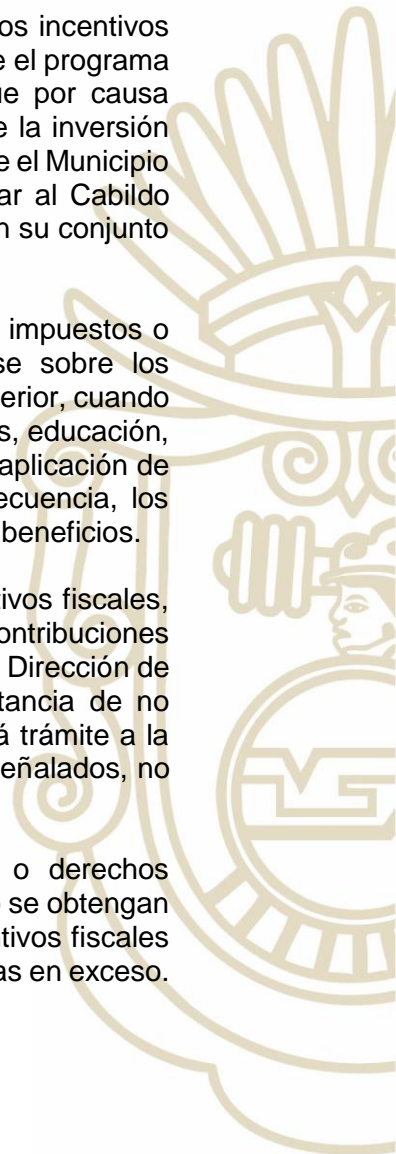 os incentivos
e el programa
ue por causa
e la inversión
e el Municipio
ar al Cabildo
n su conjunto
impuestos o
se sobre los
erior, cuando
s, educación,
aplicación de
ecuencia, los
beneficios.
tivos fiscales,
ontribuciones
Dirección de
tancia de no
á trámite a la
eñalados, no
o derechos
se obtengan
tivos fiscales
as en exceso.